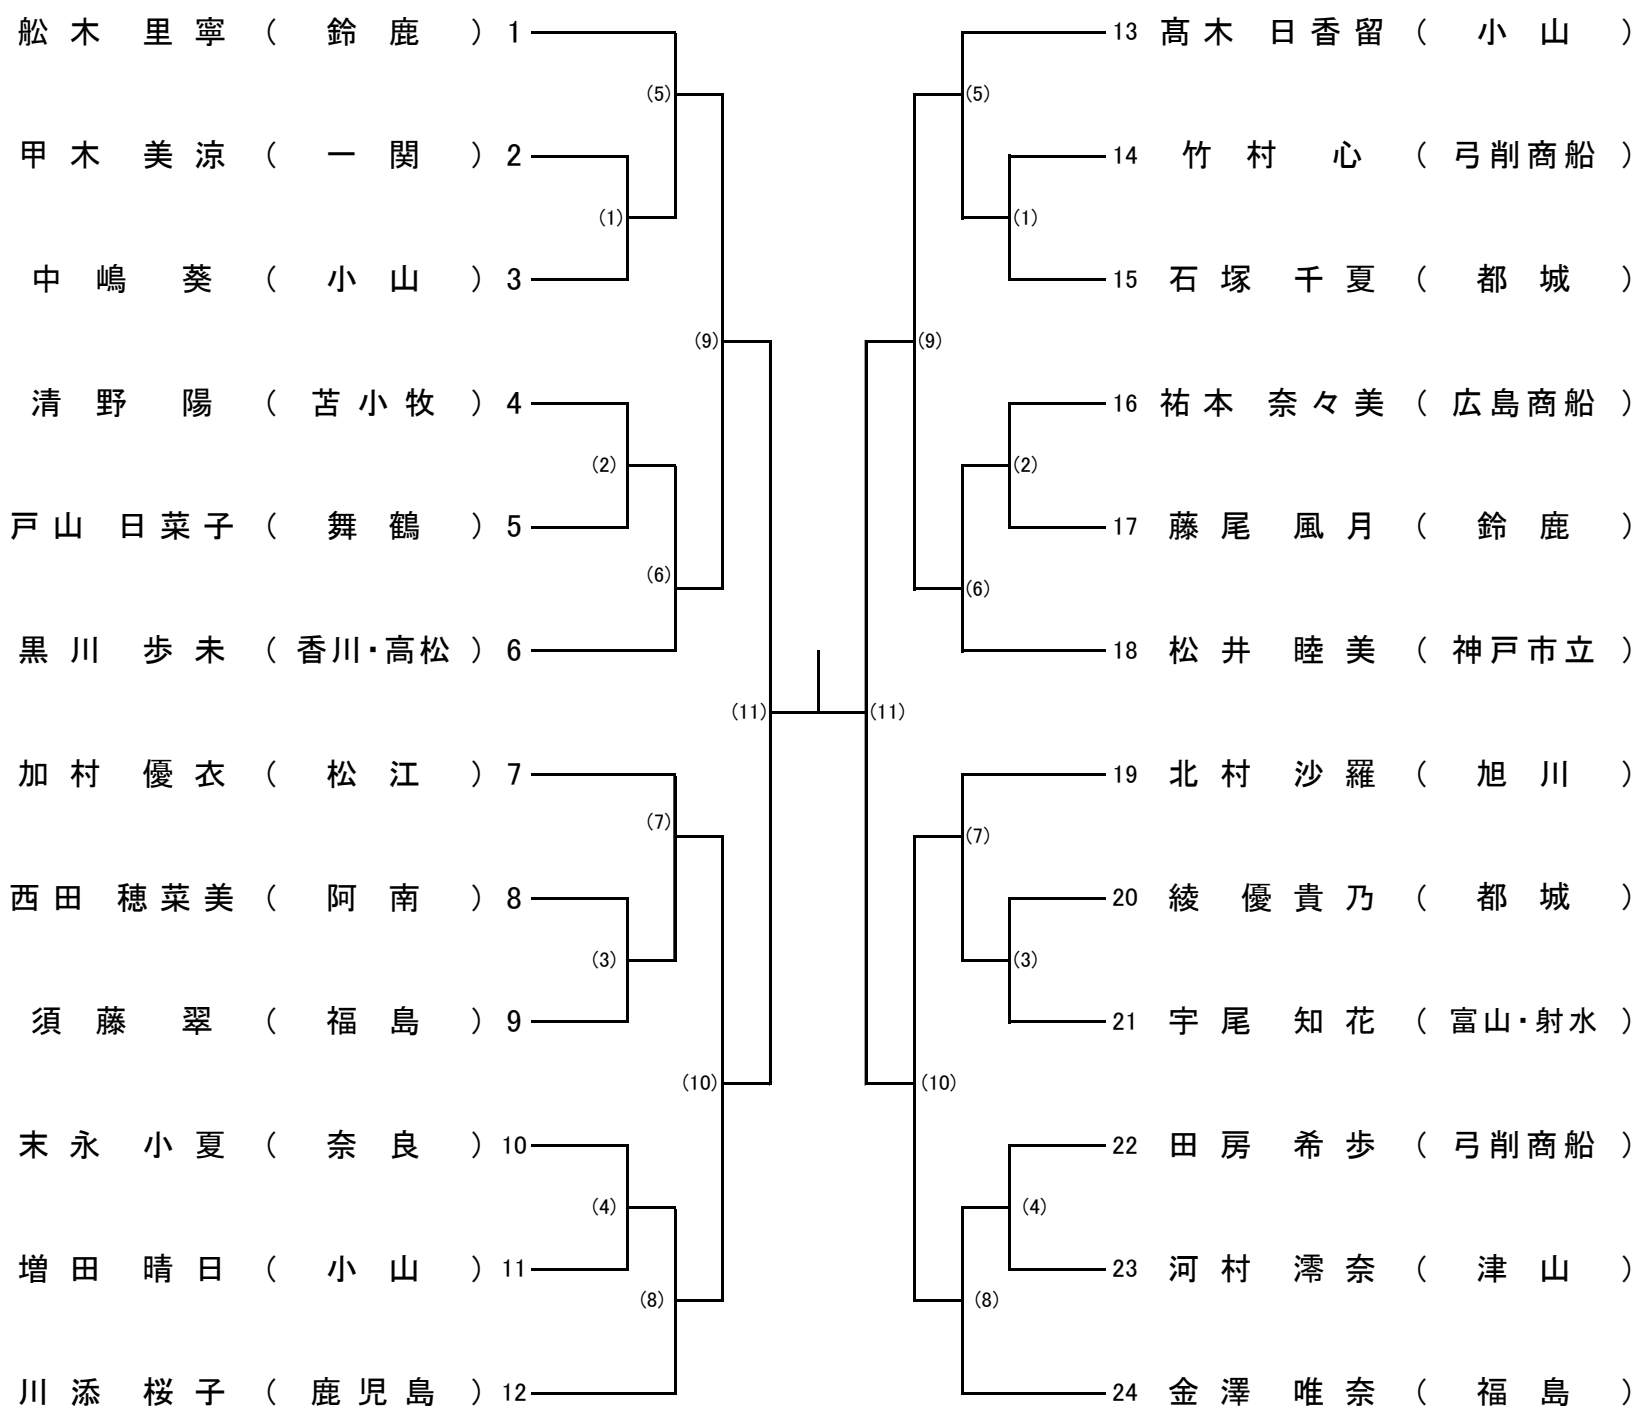 舩木 里寧 （ 鈴鹿 ） 1
(5)
甲木 美涼 （ 一関 ） 2
(1)
中嶋 葵 （ 小山 ） 3
(9)
清野 陽 （ 苫小牧 ） 4
(2)
戸山 日菜子 （ 舞鶴 ） 5
(6)
黒川 歩未 （ 香川・高松 ） 6
(11)
加村 優衣 （ 松江 ） 7
(7)
西田 穂菜美 （ 阿南 ） 8
(3)
須藤 翠 （ 福島 ） 9
(10)
末永 小夏 （ 奈良 ） 10
(4)
増田 晴日 （ 小山 ） 11
(8)
川添 桜子 （ 鹿児島 ） 12
13 髙木 日香留 （ 小山 ）
(5)
14 竹村 心 （ 弓削商船 ）
(1)
15 石塚 千夏 （ 都城 ）
(9)
16 祐本 奈々美 （ 広島商船 ）
(2)
17 藤尾 風月 （ 鈴鹿 ）
(6)
18 松井 睦美 （ 神戸市立 ）
(11)
19 北村 沙羅 （ 旭川 ）
(7)
20 綾 優貴乃 （ 都城 ）
(3)
21 宇尾 知花 （ 富山・射水 ）
(10)
22 田房 希歩 （ 弓削商船 ）
(4)
23 河村 澪奈 （ 津山 ）
(8)
24 金澤 唯奈 （ 福島 ）